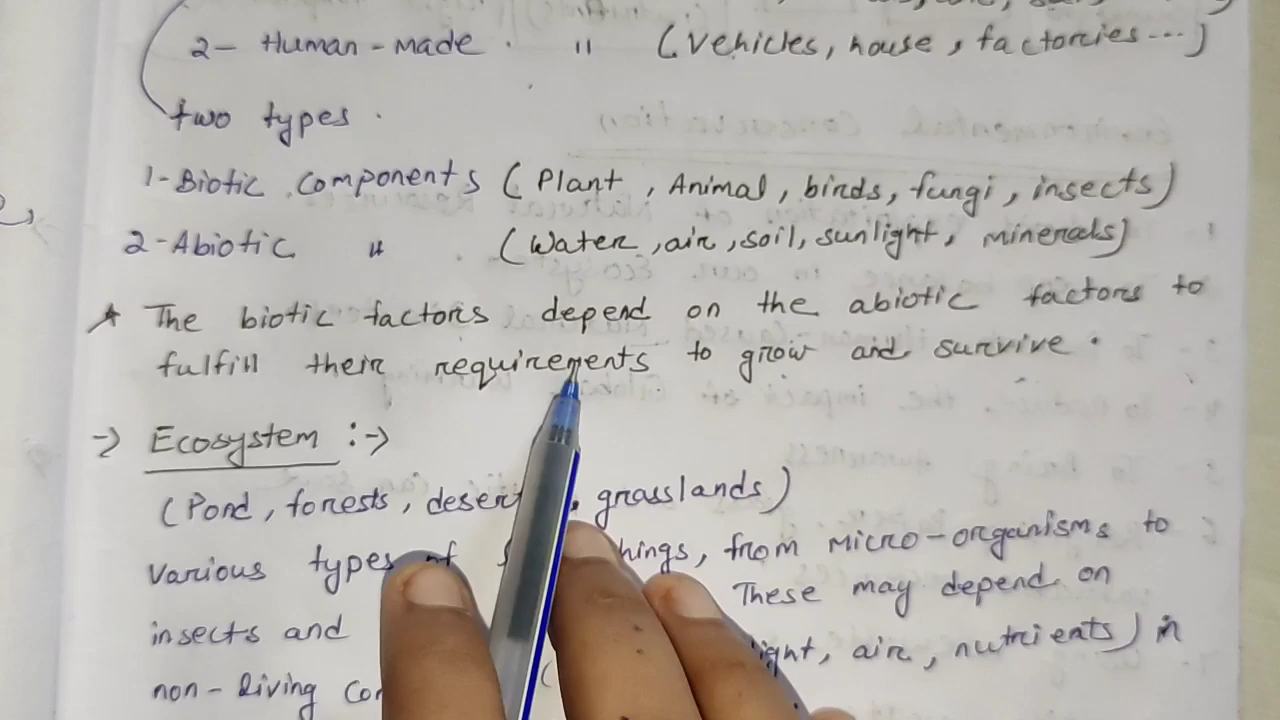 2- Human-made " (vehicles, house, factories...)
two types.
1-Biotic components (Plant, Animal, birds, fungi, insects)
2-Abiotic " (water, air, soil, sunlight, minerals)
* The biotic factors depend on the abiotic factors to
fulfill their requirements to grow and survive.
-> Ecosystem :->
(Pond, forests, grasslands)
various types of from micro-organisms to
insects and These may depend on
non-living air, nutrients) in